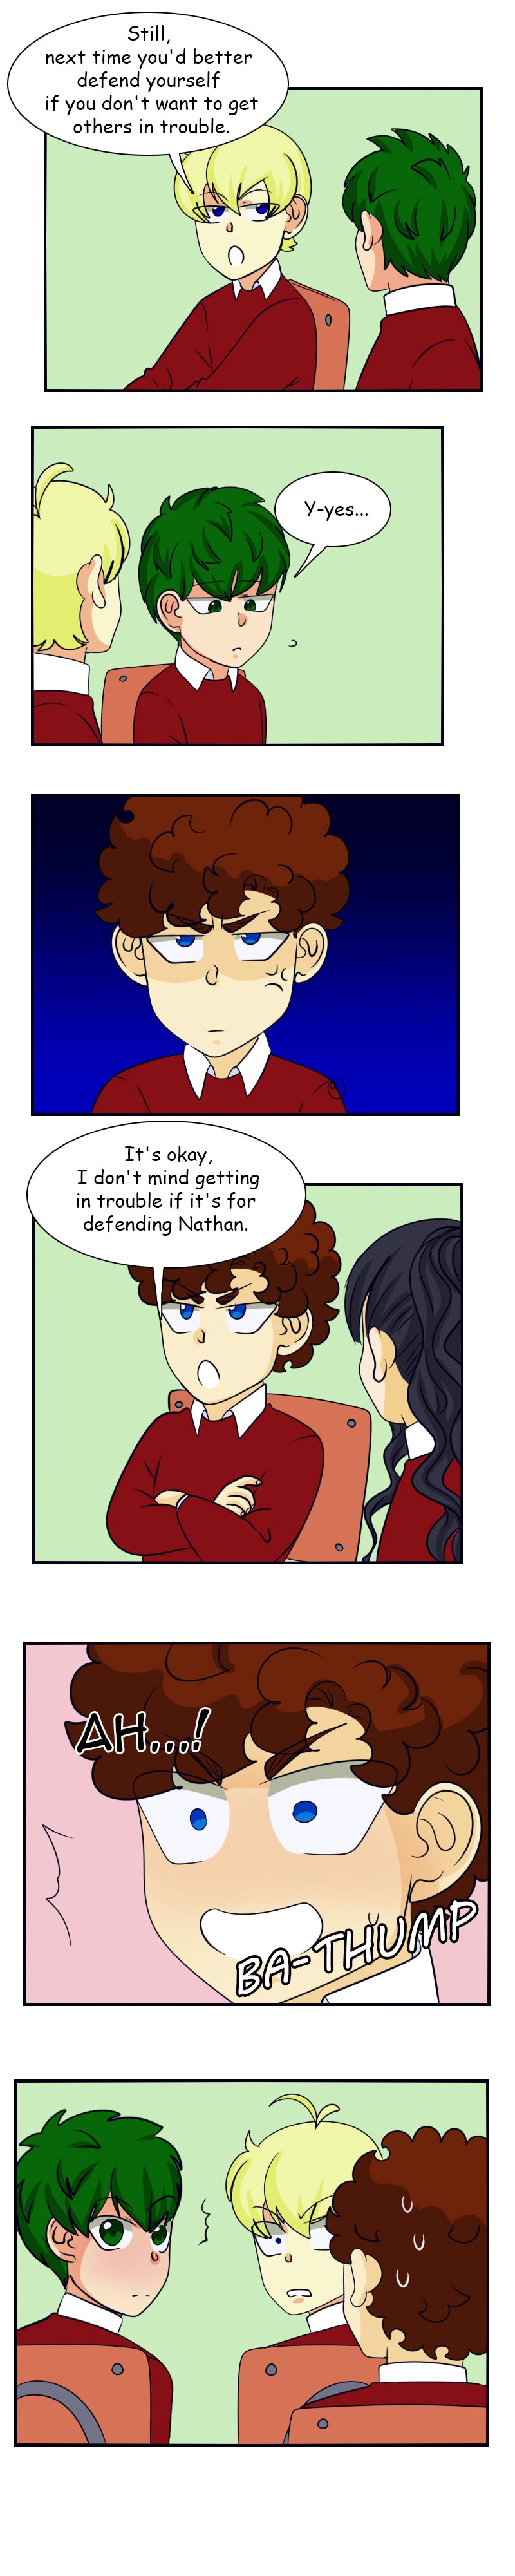 Still,
next time you'd better
defend yourself
if you don't want to get
others in trouble.
Y-yes...
It's okay,
I don't mind getting
in trouble if it's for
defending Nathan.
AH...!
BA-THUMP